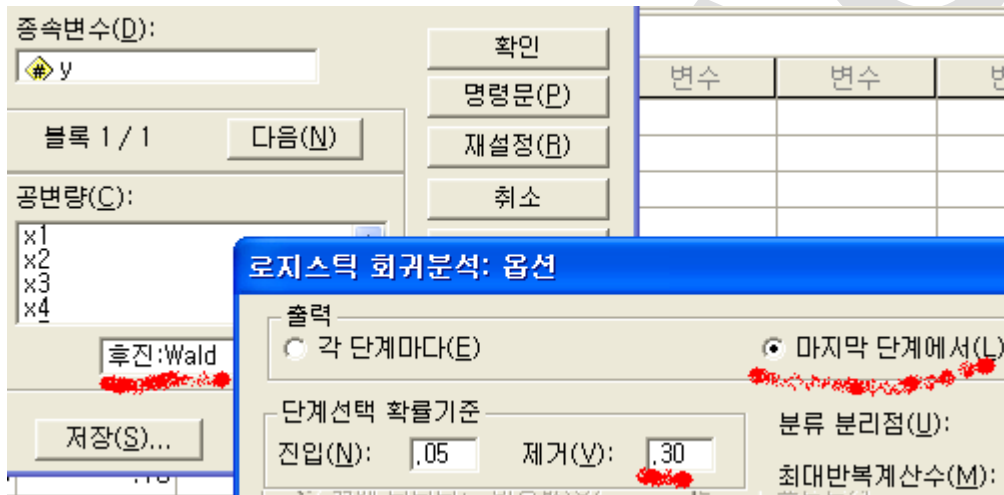 종속변수(D):
y
확인
명령문(P)
블록 1 / 1
다음(N)
재설정(R)
공변량(C):
취소
x1
x2
x3
x4
후진:Wald
저장(S)...
변수
변수
로지스틱 회귀분석: 옵션
출력
각 단계마다(E)
마지막 단계에서(L)
단계선택 확률기준
진입(N):
.05
제거(V):
.30
분류 분리점(U):
최대반복계산수(M):